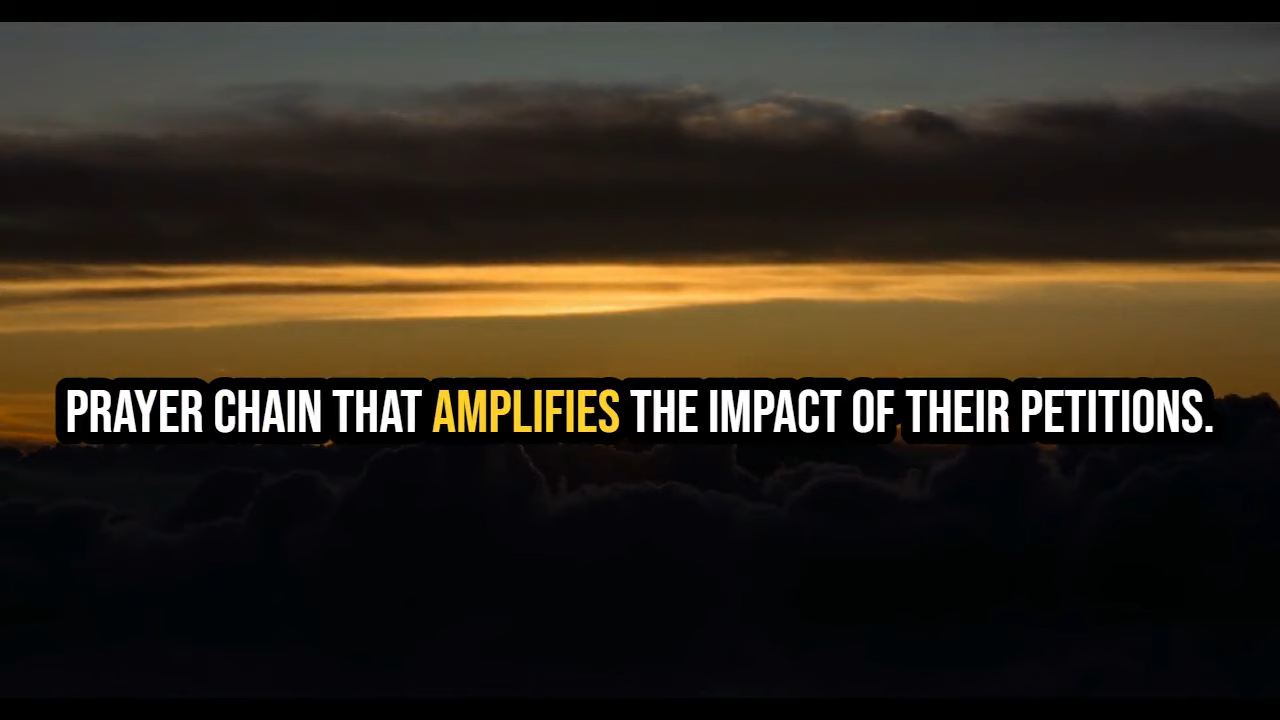 PRAYER CHAIN THAT AMPLIFIES THE IMPACT OF THEIR PETITIONS.